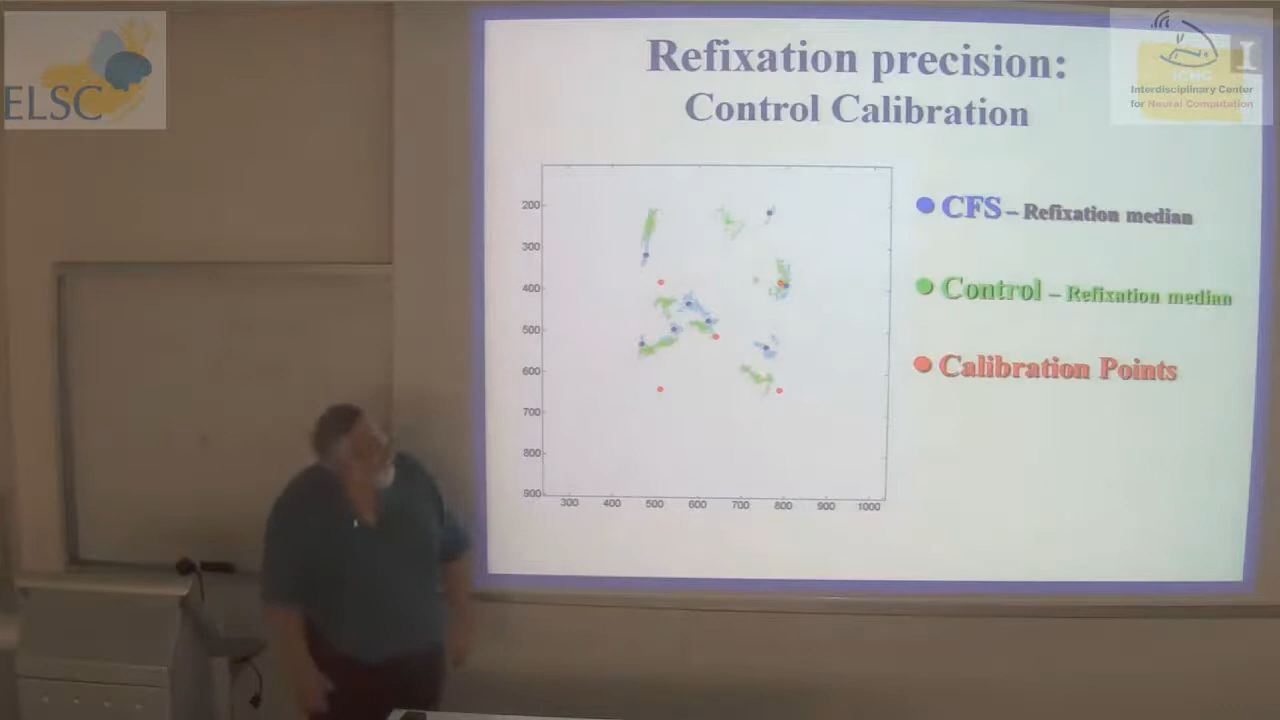 ELSC
Refixation precision:
Control Calibration
ICNC
Interdisciplinary Center
for Neural Computation
200
300
400
500
600
700
800
900
300 400 500 600 700 800 900 1000
CFS – Refixation median
Control – Refixation median
Calibration Points